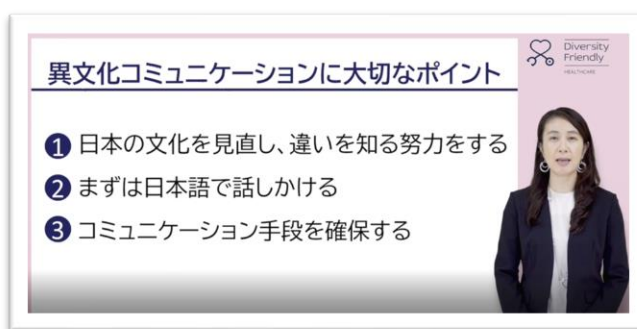 異文化コミュニケーションに大切なポイント
Diversity
Friendly
HEALTHCARE
1 日本の文化を見直し、違いを知る努力をする
2 まずは日本語で話しかける
3 コミュニケーション手段を確保する